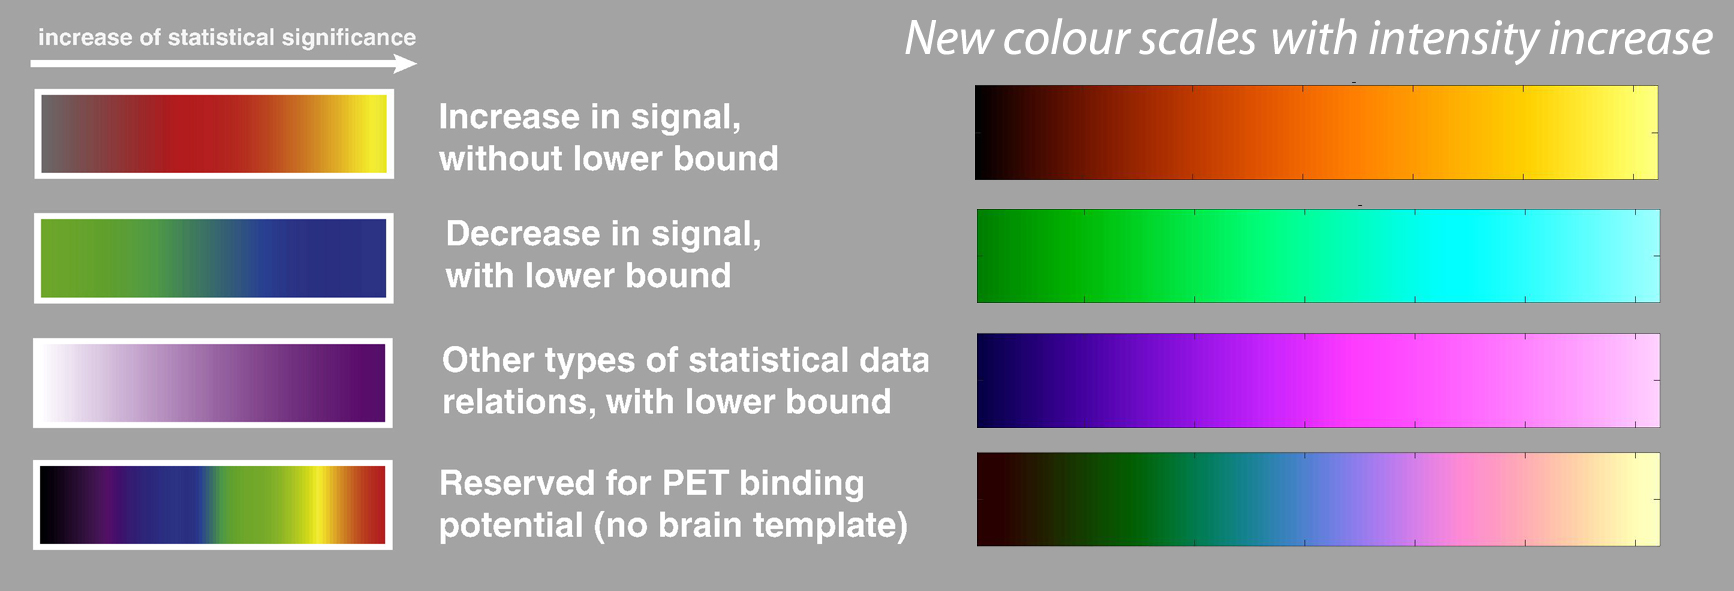 increase of statistical significance
New colour scales with intensity increase
Increase in signal,
without lower bound
Decrease in signal,
with lower bound
Other types of statistical data
relations, with lower bound
Reserved for PET binding
potential (no brain template)